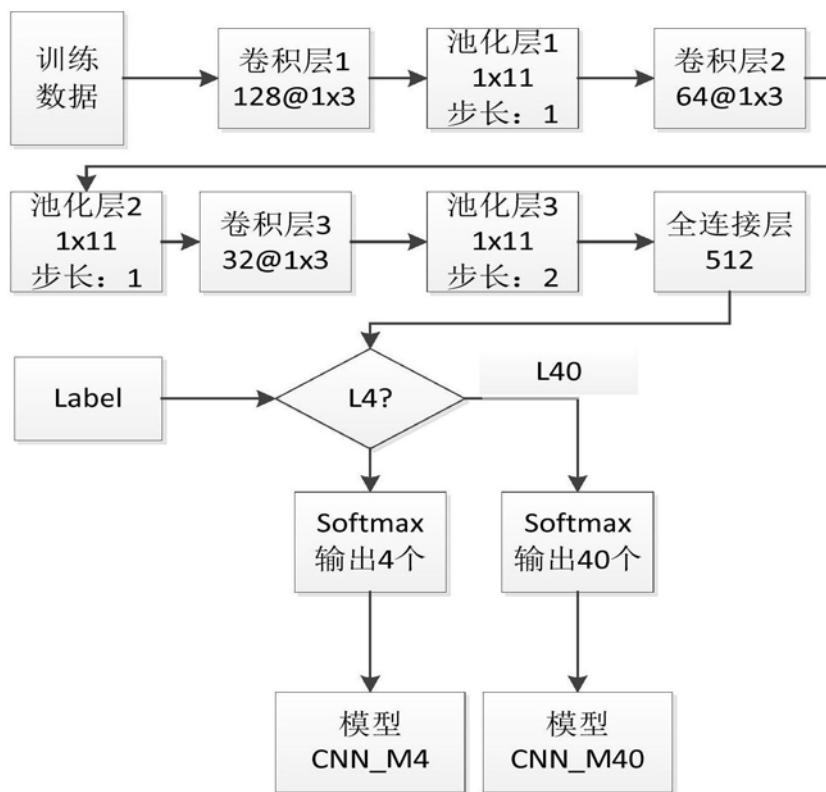 训练
数据
卷积层1
128@1x3
池化层1
1x11
步长：1
卷积层2
64@1x3
池化层2
1x11
步长：1
卷积层3
32@1x3
池化层3
1x11
步长：2
全连接层
512
Label
L4?
L40
Softmax
输出4个
Softmax
输出40个
模型
CNN_M4
模型
CNN_M40